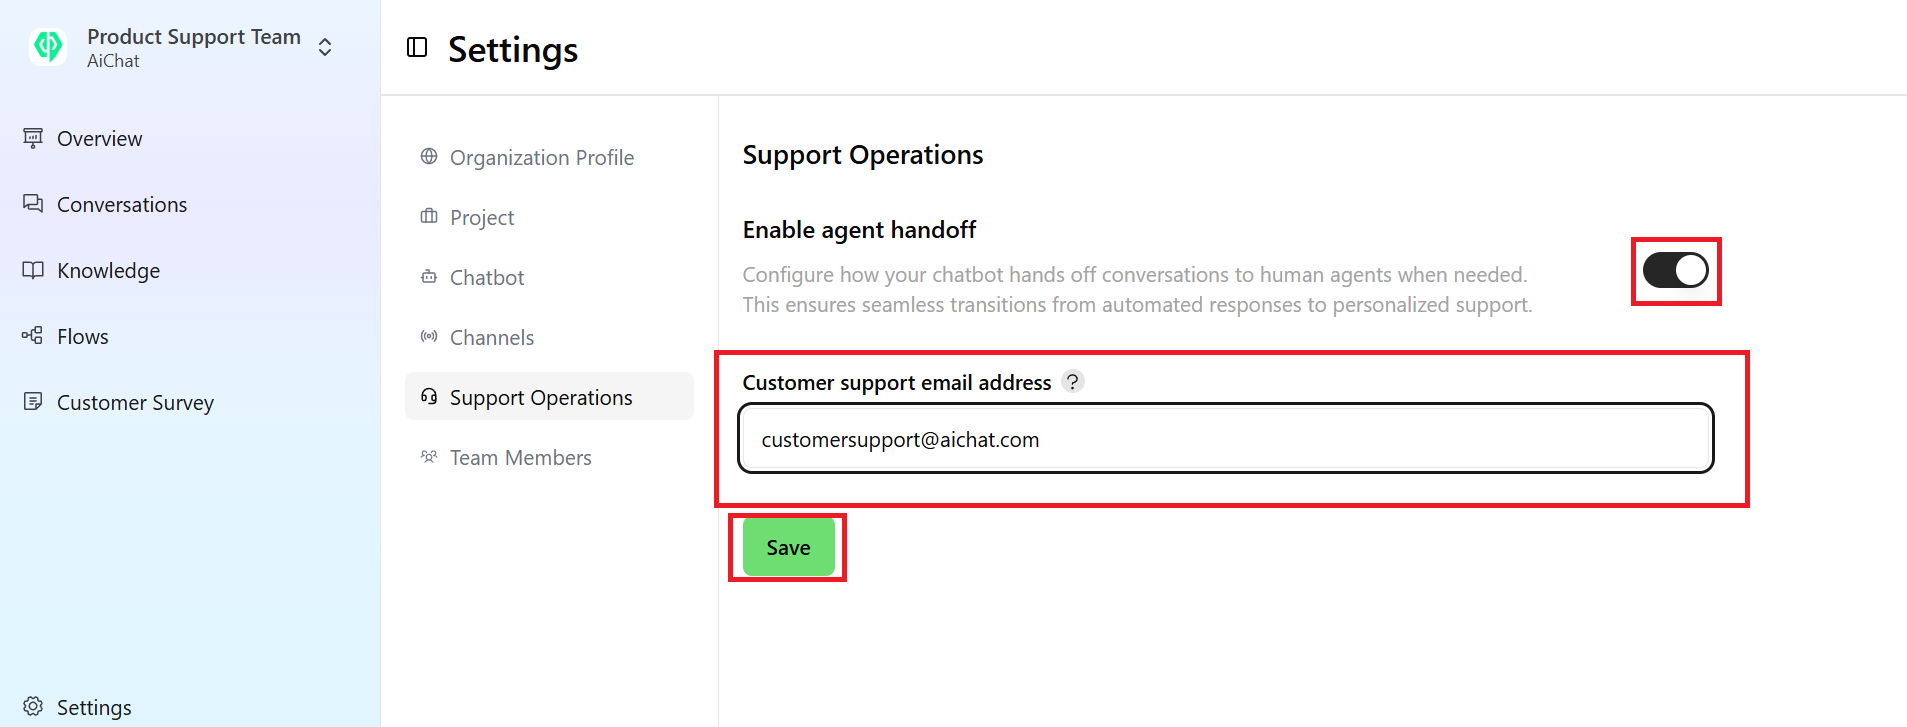 Product Support Team
AiChat
Overview
Conversations
Knowledge
Flows
Customer Survey
Settings
Settings
Organization Profile
Project
Chatbot
Channels
Support Operations
Team Members
Support Operations
Enable agent handoff
Configure how your chatbot hands off conversations to human agents when needed.
This ensures seamless transitions from automated responses to personalized support.
Customer support email address ?
customersupport@aichat.com
Save